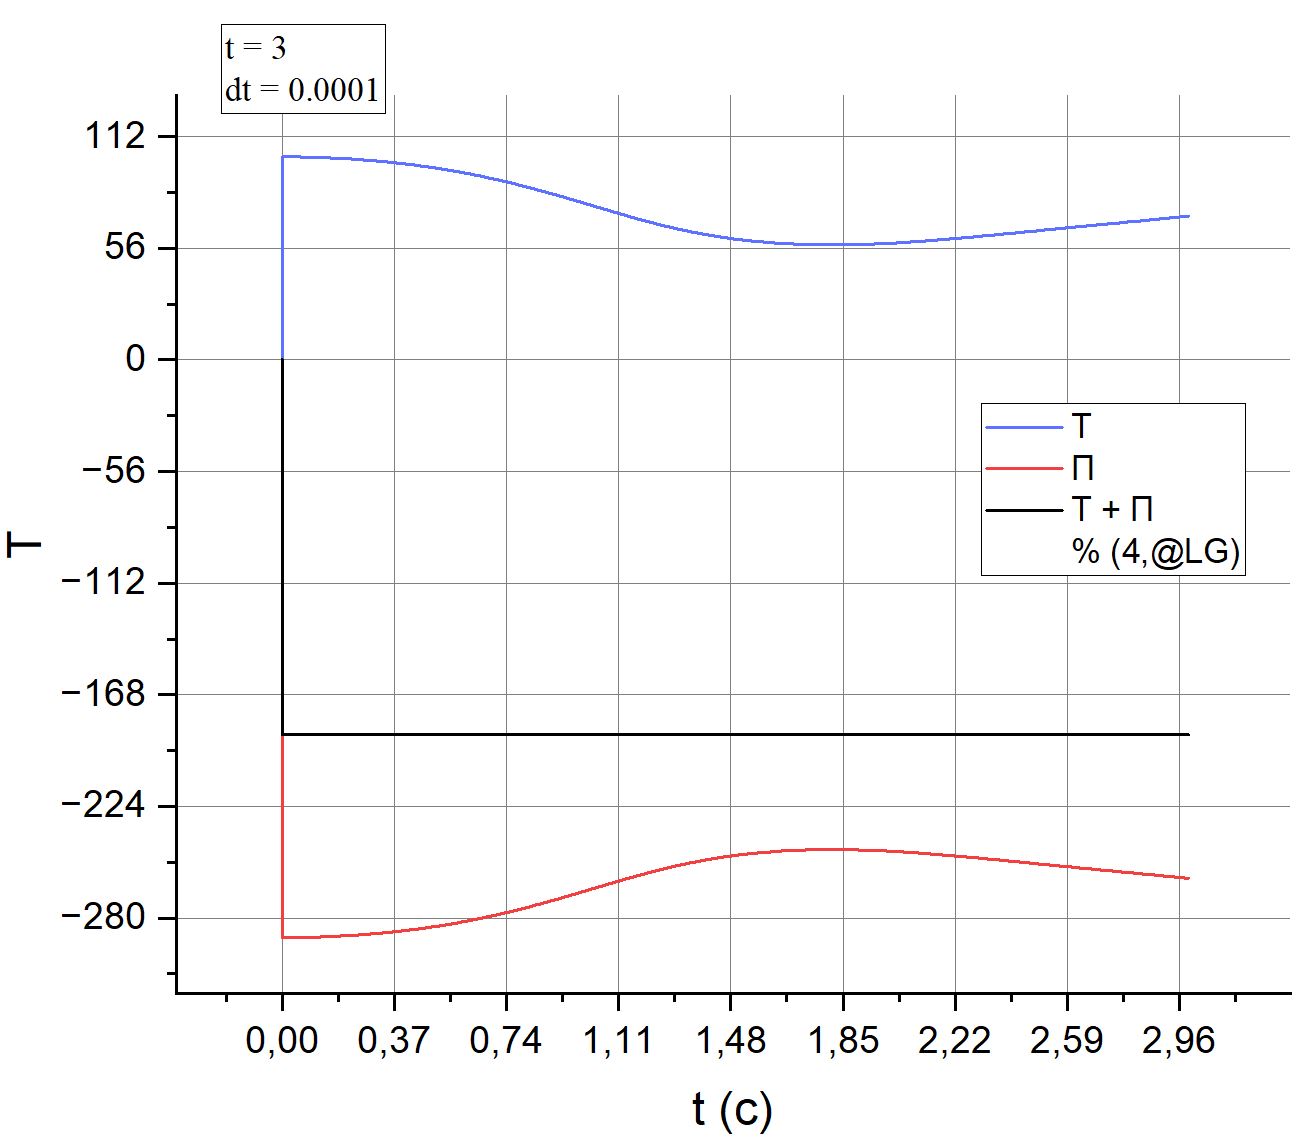 t = 3
dt = 0.0001
112
56
0
−56
−112
−168
−224
−280
T
T
П
T + П
% (4,@LG)
0,00 0,37 0,74 1,11 1,48 1,85 2,22 2,59 2,96
t (c)